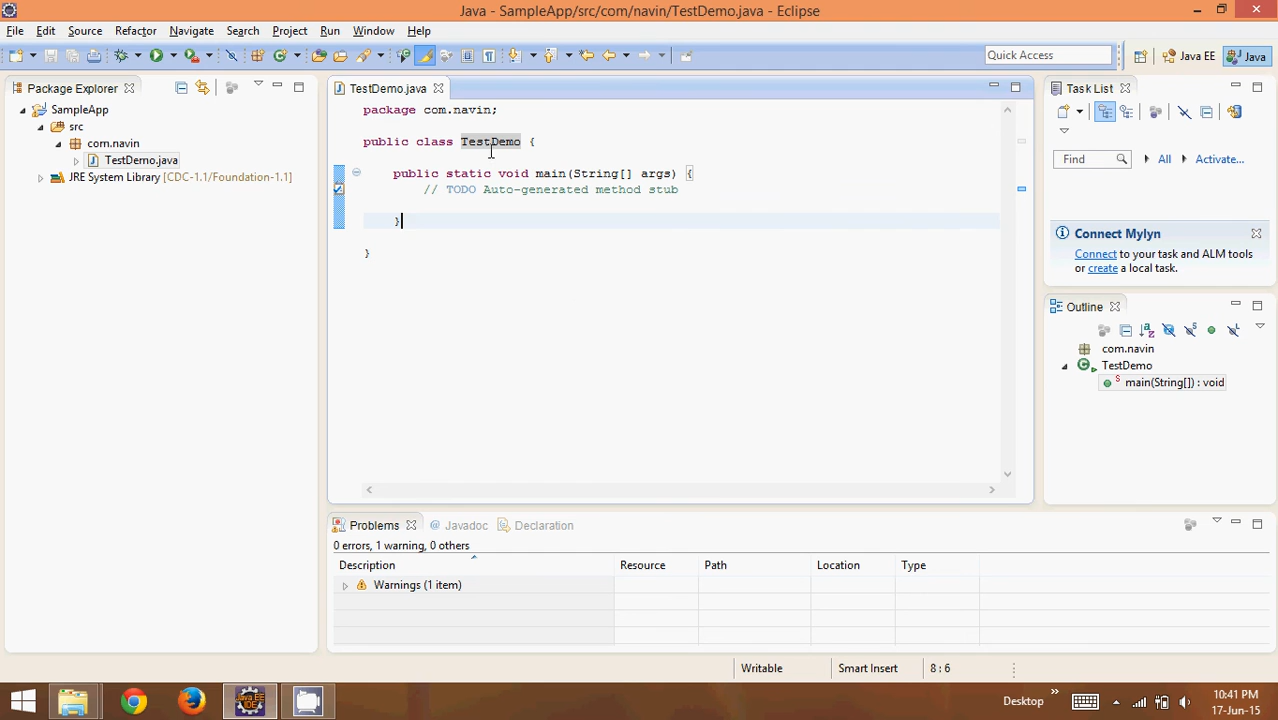 Java - SampleApp/src/com/navin/TestDemo.java - Eclipse
File Edit Source Refactor Navigate Search Project Run Window Help
Quick Access
Java EE
Java
Package Explorer
SampleApp
src
com.navin
TestDemo.java
JRE System Library [CDC-1.1/Foundation-1.1]
TestDemo.java
package com.navin;
public class TestDemo {
public static void main(String[] args) {
// TODO Auto-generated method stub
}
}
Task List
Find
All
Activate...
Connect Mylyn
Connect to your task and ALM tools
or create a local task.
Outline
com.navin
TestDemo
main(String[]) : void
Problems
@ Javadoc
Declaration
0 errors, 1 warning, 0 others
Description Resource Path Location Type
Warnings (1 item)
Writable Smart Insert 8 : 6
Java EE
IDE
Desktop
10:41 PM
17-Jun-15